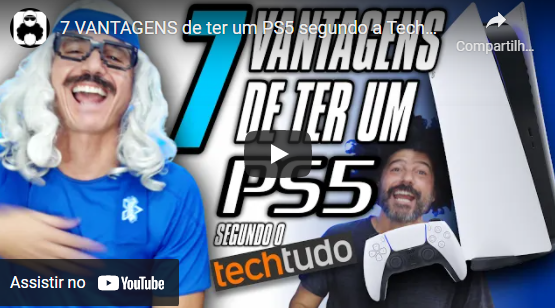 7 VANTAGENS de ter um PS5 segundo a Tech...
Compartilh...
7 VANTAGENS
DE TER UM
PS5
SEGUNDO O
techtudo
Assistir no YouTube